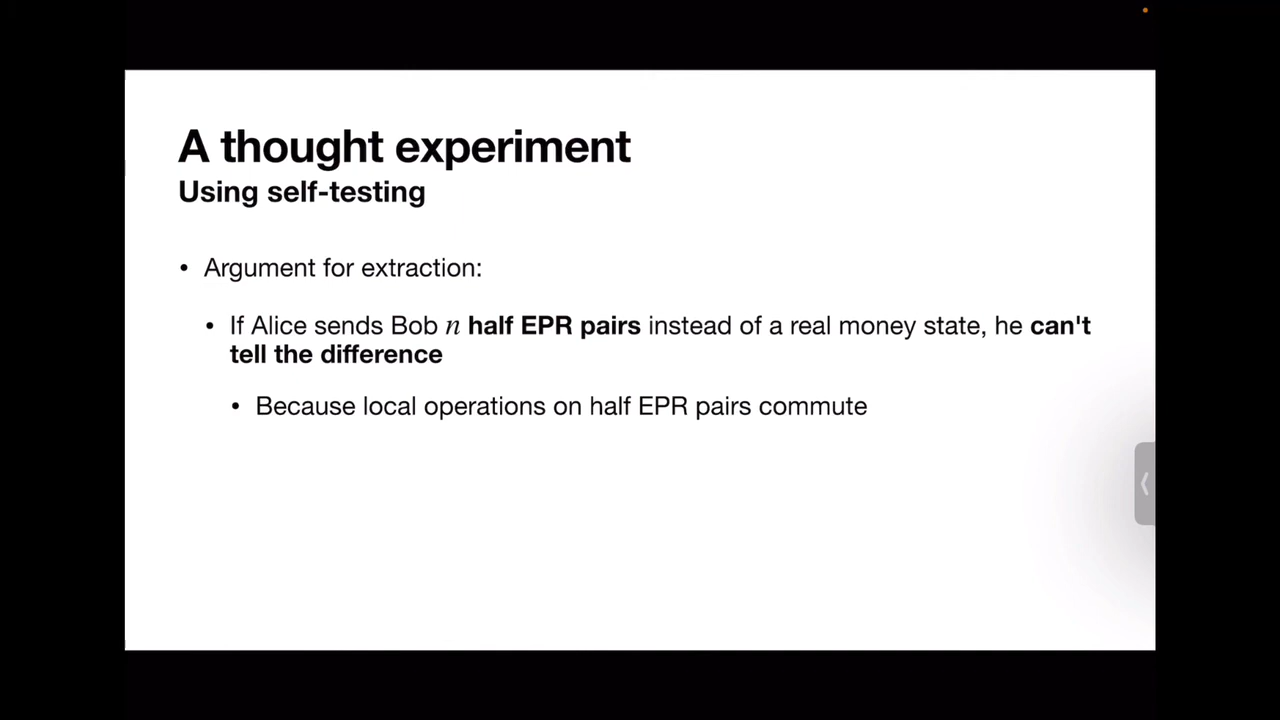 A thought experiment
Using self-testing
• Argument for extraction:
• If Alice sends Bob n half EPR pairs instead of a real money state, he can't
tell the difference
• Because local operations on half EPR pairs commute